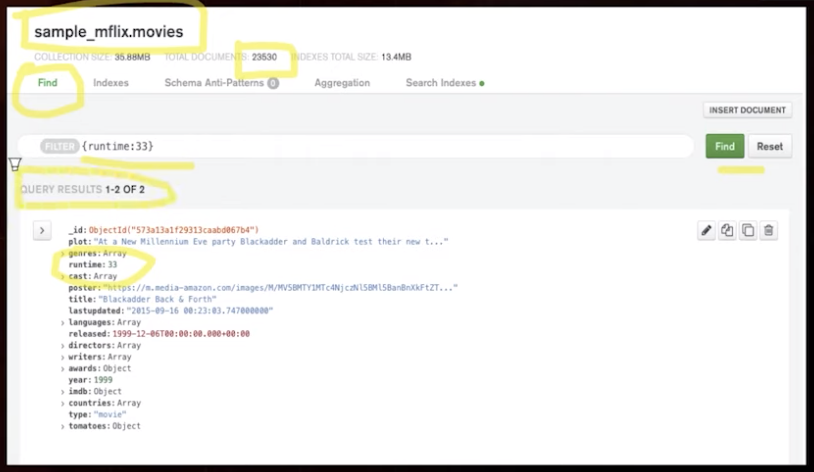 sample_mflix.movies
COLLECTION SIZE: 35.88MB TOTAL DOCUMENTS: 23530 INDEXES TOTAL SIZE: 13.4MB
Find Indexes Schema Anti-Patterns 0 Aggregation Search Indexes
INSERT DOCUMENT
FILTER {runtime:33} Find Reset
QUERY RESULTS 1-2 OF 2
_id:ObjectId("573a13a1f29313caabd067b4")
plot:"At a New Millennium Eve party Blackadder and Baldrick test their new t..."
genres:Array
runtime:33
cast:Array
poster:"https://m.media-amazon.com/images/M/MV5BMTY1MTc4NjczNl5BMl5BanBnXkFtZT..."
title:"Blackadder Back & Forth"
lastupdated:"2015-09-16 00:23:03.747000000"
languages:Array
released:1999-12-06T00:00:00.000+00:00
directors:Array
writers:Array
awards:Object
year:1999
imdb:Object
countries:Array
type:"movie"
tomatoes:Object